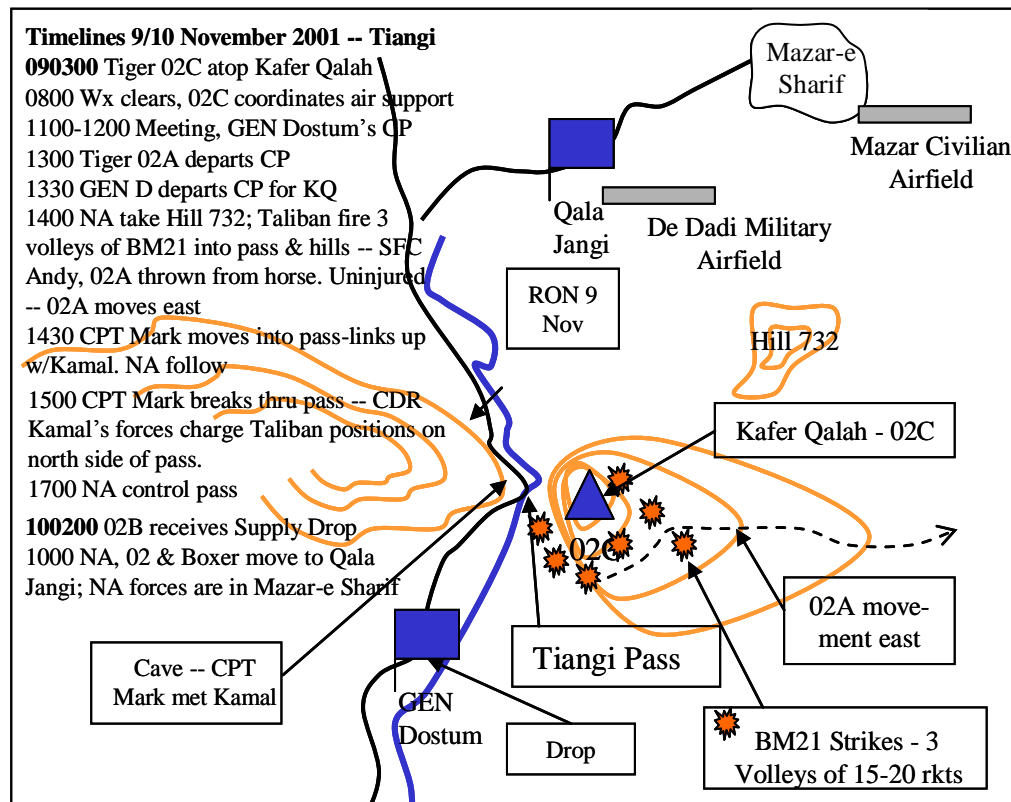 Timelines 9/10 November 2001 -- Tiangi
090300 Tiger 02C atop Kafer Qalah
0800 Wx clears, 02C coordinates air support
1100-1200 Meeting, GEN Dostum's CP
1300 Tiger 02A departs CP
1330 GEN D departs CP for KQ
1400 NA take Hill 732; Taliban fire 3
volleys of BM21 into pass & hills -- SFC
Andy, 02A thrown from horse. Uninjured
-- 02A moves east
1430 CPT Mark moves into pass-links up
w/Kamal. NA follow
1500 CPT Mark breaks thru pass -- CDR
Kamal's forces charge Taliban positions on
north side of pass.
1700 NA control pass
100200 02B receives Supply Drop
1000 NA, 02 & Boxer move to Qala
Jangi; NA forces are in Mazar-e Sharif
Mazar-e
Sharif
Mazar Civilian
Airfield
Qala
Jangi
De Dadi Military
Airfield
RON 9
Nov
Hill 732
Kafer Qalah - 02C
02C
02A move-
ment east
Tiangi Pass
Cave -- CPT
Mark met Kamal
GEN
Dostum
Drop
BM21 Strikes - 3
Volleys of 15-20 rkts